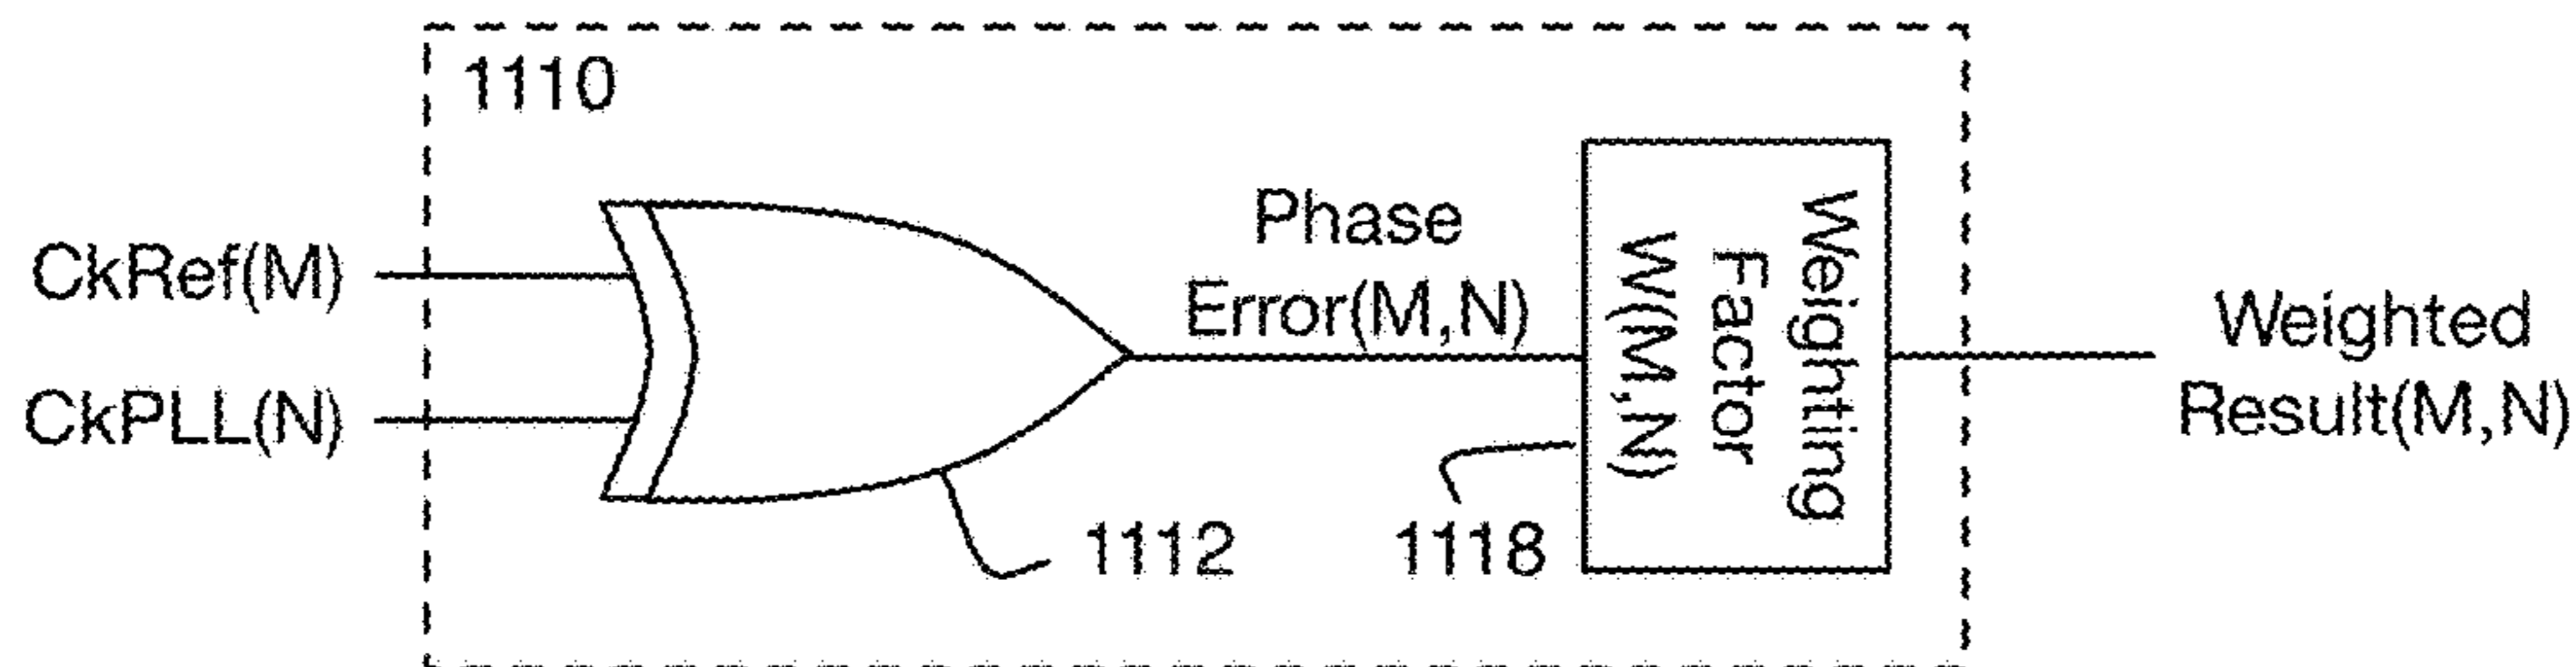 1110
CkRef(M)
CkPLL(N)
Phase
Error(M,N)
1112
1118
Weighting
Factor
W(M,N)
Weighted
Result(M,N)